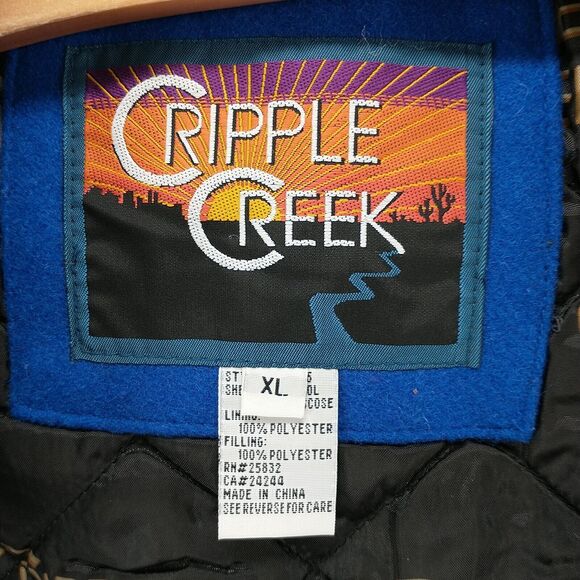 CRIPPLE
CREEK
XL
LINING:
100% POLYESTER
FILLING:
100% POLYESTER
RN#25832
CA#24244
MADE IN CHINA
SEE REVERSE FOR CARE